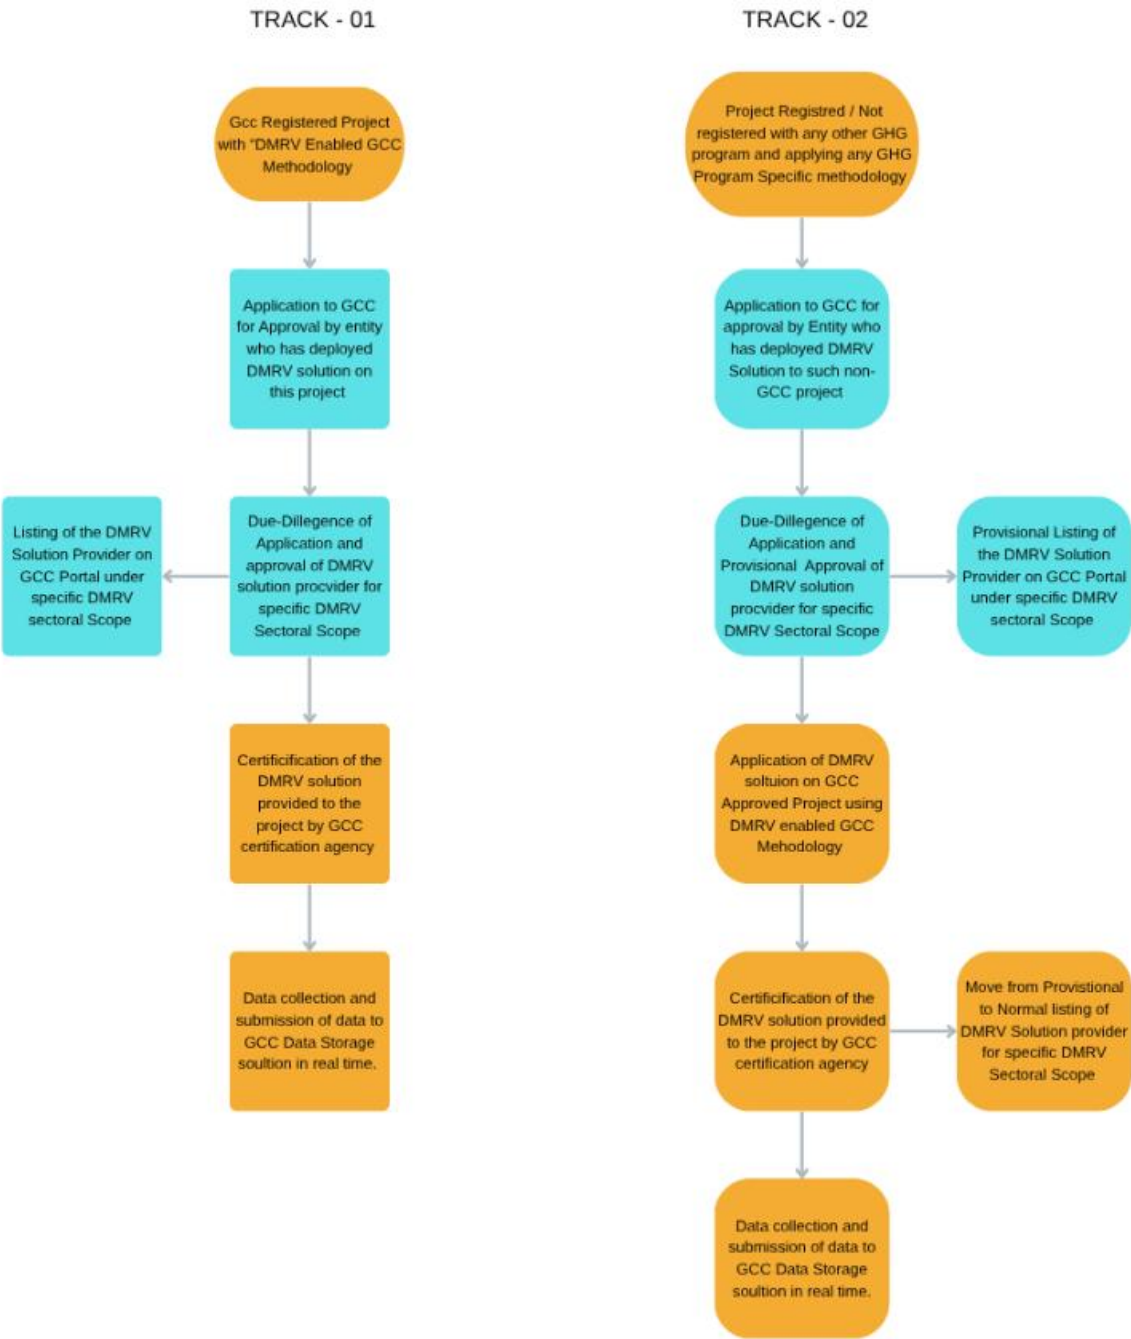 TRACK - 01
Gcc Registered Project
with "DMRV Enabled GCC
Methodology
Application to GCC
for Approval by entity
who has deployed
DMRV solution on
this project
Listing of the DMRV
Solution Provider on
GCC Portal under
specific DMRV
sectoral Scope
Due-Dillegence of
Application and
approval of DMRV
solution procvider for
specific DMRV
Sectoral Scope
Certificification of the
DMRV solution
provided to the
project by GCC
certification agency
Data collection and
submission of data to
GCC Data Storage
soultion in real time.
TRACK - 02
Project Registred / Not
registered with any other GHG
program and applying any GHG
Program Specific methodology
Application to GCC for
approval by Entity who
has deployed DMRV
Solution to such non-
GCC project
Due-Dillegence of
Application and
Provisional Approval of
DMRV solution
procvider for specific
DMRV Sectoral Scope
Provisional Listing of
the DMRV Solution
Provider on GCC Portal
under specific DMRV
sectoral Scope
Application of DMRV
soltuion on GCC
Approved Project using
DMRV enabled GCC
Mehodology
Certificification of the
DMRV solution provided
to the project by GCC
certification agency
Move from Provistional
to Normal listing of
DMRV Solution provider
for specific DMRV
Sectoral Scope
Data collection and
submission of data to
GCC Data Storage
soultion in real time.